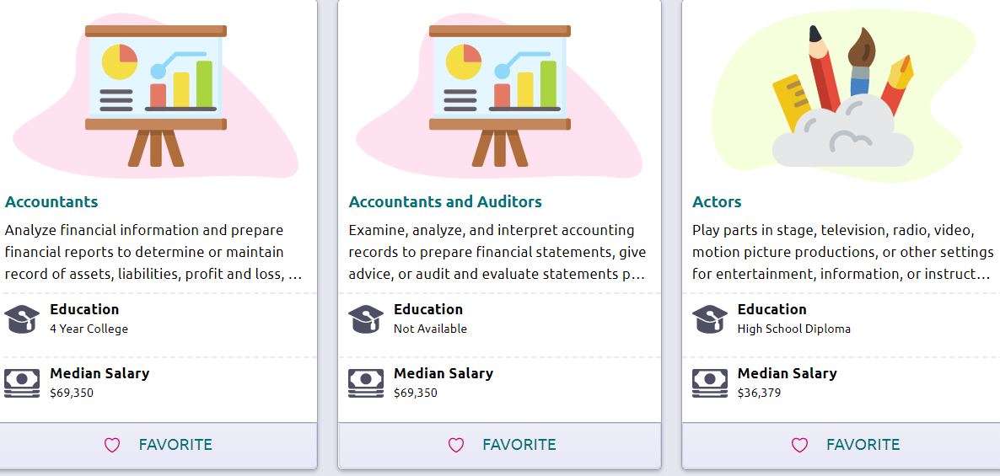 Accountants
Analyze financial information and prepare
financial reports to determine or maintain
record of assets, liabilities, profit and loss, ...
Education
4 Year College
Median Salary
$69,350
FAVORITE
Accountants and Auditors
Examine, analyze, and interpret accounting
records to prepare financial statements, give
advice, or audit and evaluate statements p...
Education
Not Available
Median Salary
$69,350
FAVORITE
Actors
Play parts in stage, television, radio, video,
motion picture productions, or other settings
for entertainment, information, or instruct...
Education
High School Diploma
Median Salary
$36,379
FAVORITE